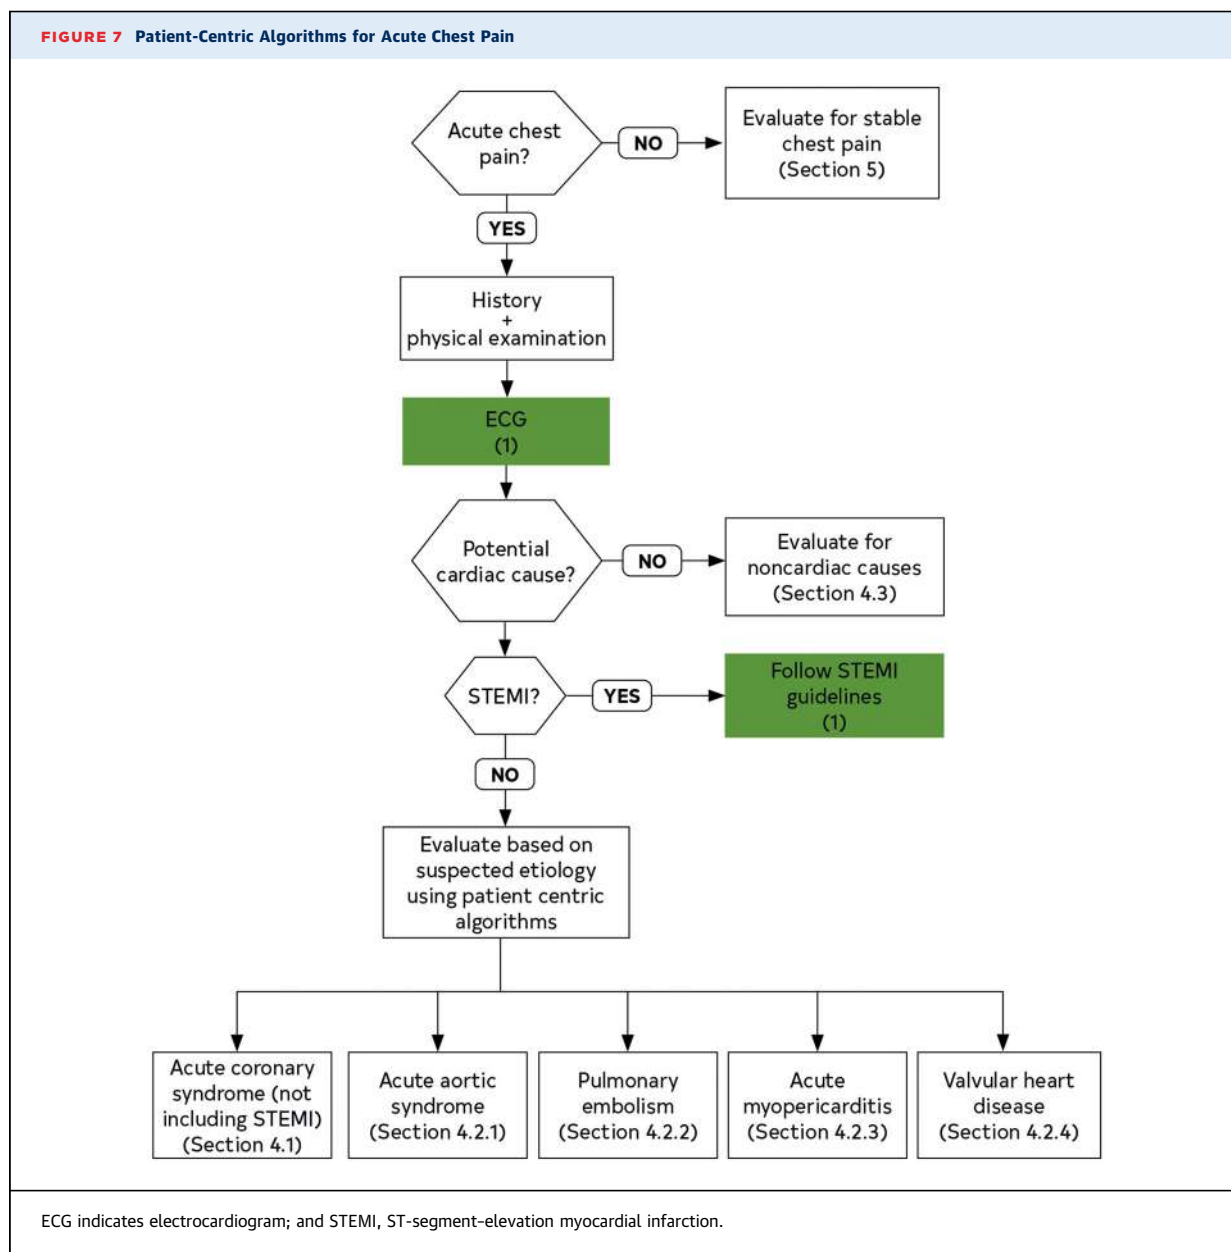 FIGURE 7 Patient-Centric Algorithms for Acute Chest Pain
Acute chest
pain?
NO
Evaluate for stable
chest pain
(Section 5)
YES
History
+
physical examination
ECG
(1)
Potential
cardiac cause?
NO
Evaluate for
noncardiac causes
(Section 4.3)
STEMI?
YES
Follow STEMI
guidelines
(1)
NO
Evaluate based on
suspected etiology
using patient centric
algorithms
Acute coronary
syndrome (not
including STEMI)
(Section 4.1)
Acute aortic
syndrome
(Section 4.2.1)
Pulmonary
embolism
(Section 4.2.2)
Acute
myopericarditis
(Section 4.2.3)
Valvular heart
disease
(Section 4.2.4)
ECG indicates electrocardiogram; and STEMI, ST-segment-elevation myocardial infarction.